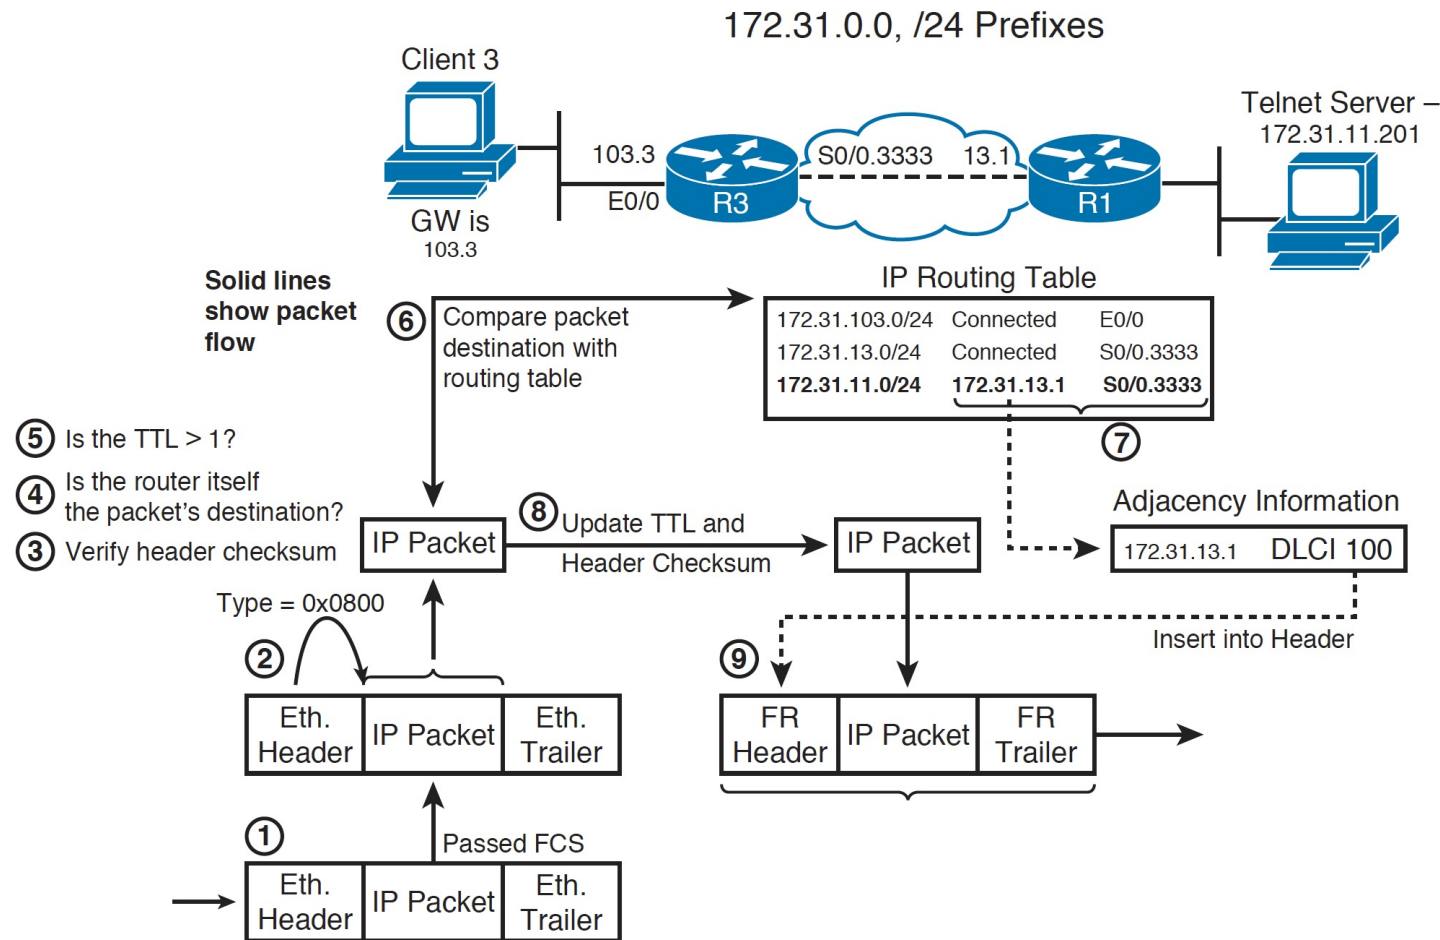 172.31.0.0, /24 Prefixes
Client 3
Telnet Server –
172.31.11.201
103.3
S0/0.3333
13.1
E0/0
R3
R1
GW is
103.3
Solid lines
show packet
flow
IP Routing Table
6
Compare packet
destination with
routing table
172.31.103.0/24 Connected E0/0
172.31.13.0/24 Connected S0/0.3333
172.31.11.0/24 172.31.13.1 S0/0.3333
7
5 Is the TTL > 1?
4 Is the router itself
the packet's destination?
3 Verify header checksum
IP Packet
8 Update TTL and
Header Checksum
IP Packet
Adjacency Information
172.31.13.1 DLCI 100
Type = 0x0800
Insert into Header
2
Eth.
Header
IP Packet
Eth.
Trailer
9
FR
Header
IP Packet
FR
Trailer
1
Passed FCS
Eth.
Header
IP Packet
Eth.
Trailer